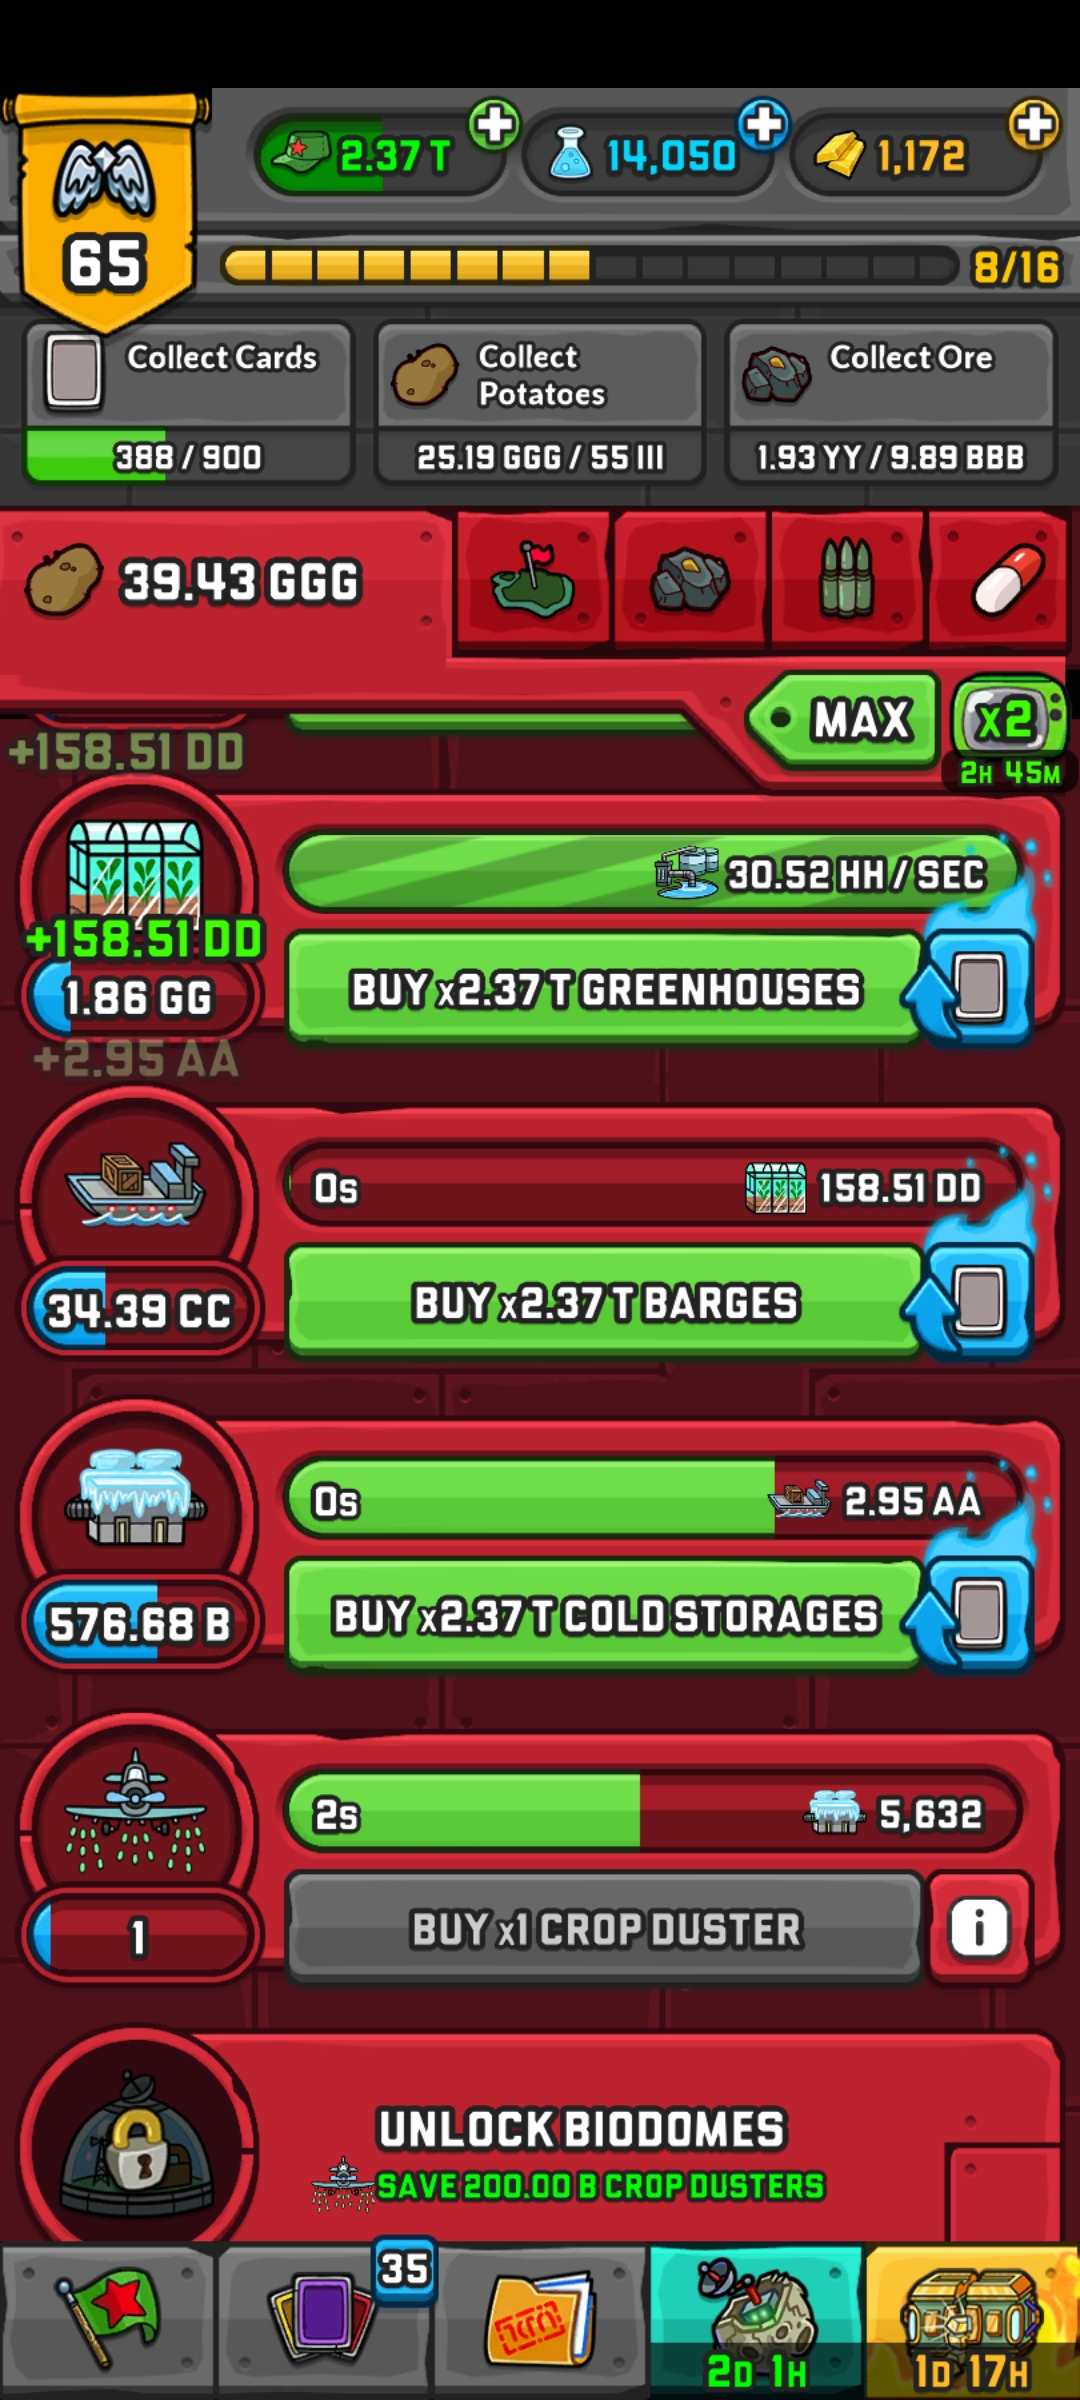 2.37 T
14,050
1,172
65
8/16
Collect Cards
388 / 900
Collect
Potatoes
25.19 GGG / 55 III
Collect Ore
1.93 YY / 9.89 BBB
39.43 GGG
MAX
x2
2H 45M
+158.51 DD
30.52 HH / SEC
+158.51 DD
1.86 GG
BUY x2.37 T GREENHOUSES
+2.95 AA
0s
158.51 DD
34.39 CC
BUY x2.37 T BARGES
0s
2.95 AA
576.68 B
BUY x2.37 T COLD STORAGES
2s
5,632
1
BUY x1 CROP DUSTER
i
UNLOCK BIODOMES
SAVE 200.00 B CROP DUSTERS
35
2D 1H
1D 17H